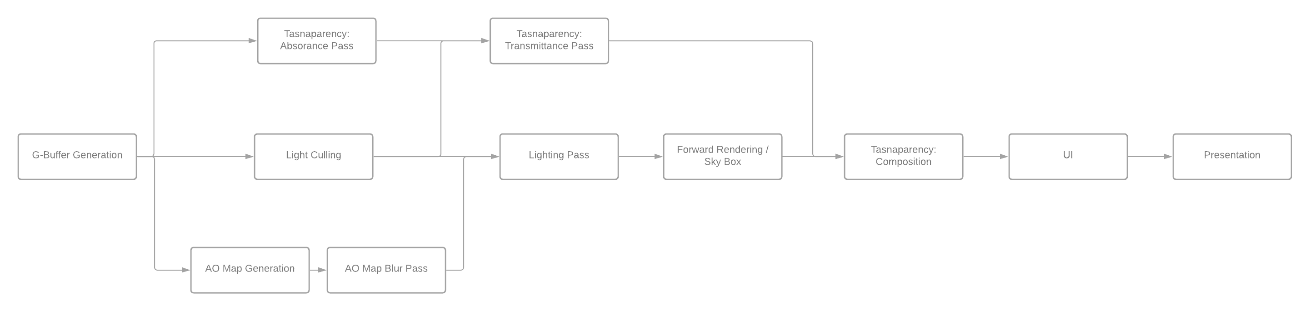 Tasnaparency:
Absorance Pass
Tasnaparency:
Transmittance Pass
G-Buffer Generation
Light Culling
Lighting Pass
Forward Rendering /
Sky Box
Tasnaparency:
Composition
UI
Presentation
AO Map Generation
AO Map Blur Pass